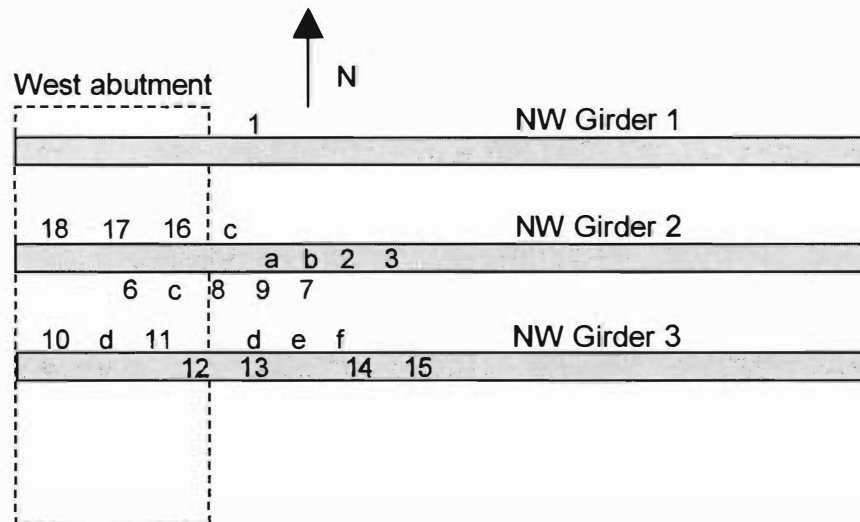 N
West abutment
1 NW Girder 1
18 17 16 c NW Girder 2
a b 2 3
6 c 8 9 7
10 d 11 d e f NW Girder 3
12 13 14 15